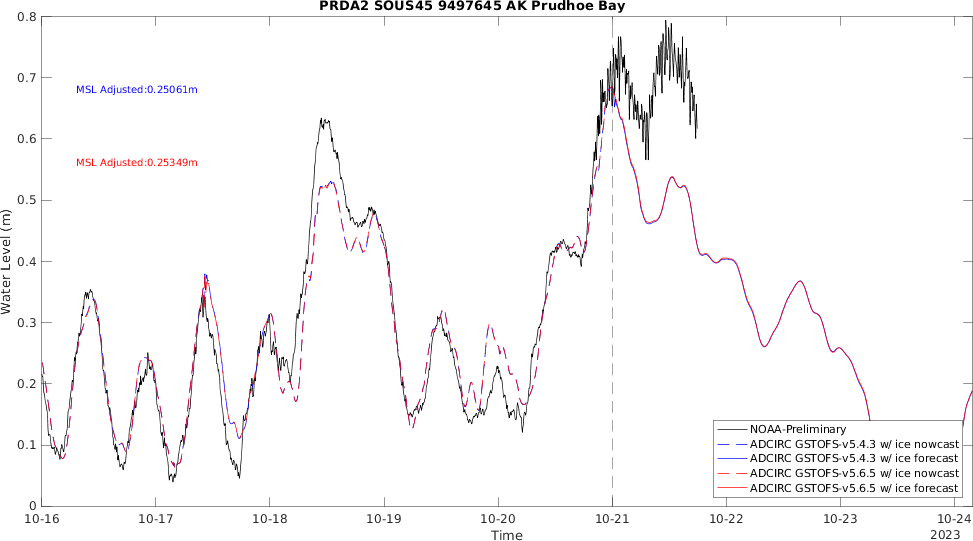 PRDA2 SOUS45 9497645 AK Prudhoe Bay
0.8
0.7
MSL Adjusted:0.25061m
0.6
MSL Adjusted:0.25349m
0.5
Water Level (m)
0.4
0.3
0.2
0.1
0
NOAA-Preliminary
ADCIRC GSTOFS-v5.4.3 w/ ice nowcast
ADCIRC GSTOFS-v5.4.3 w/ ice forecast
ADCIRC GSTOFS-v5.6.5 w/ ice nowcast
ADCIRC GSTOFS-v5.6.5 w/ ice forecast
10-16 10-17 10-18 10-19 10-20 10-21 10-22 10-23 10-24
Time 2023